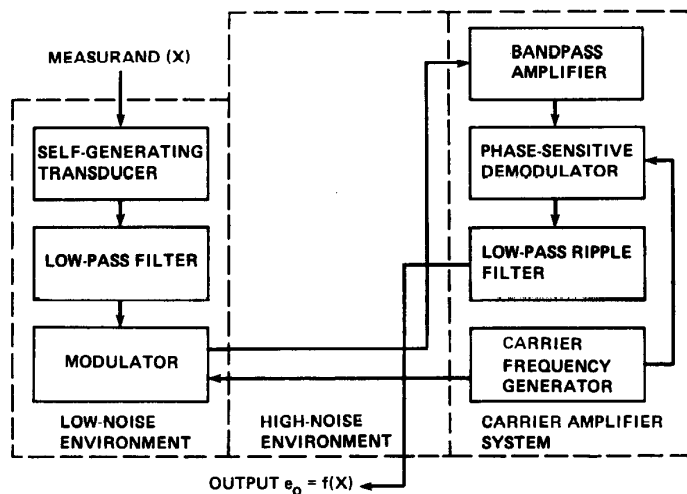 MEASURAND (X)
SELF-GENERATING
TRANSDUCER
LOW-PASS FILTER
MODULATOR
LOW-NOISE
ENVIRONMENT
HIGH-NOISE
ENVIRONMENT
BANDPASS
AMPLIFIER
PHASE-SENSITIVE
DEMODULATOR
LOW-PASS RIPPLE
FILTER
CARRIER
FREQUENCY
GENERATOR
CARRIER AMPLIFIER
SYSTEM
OUTPUT eo = f(X)